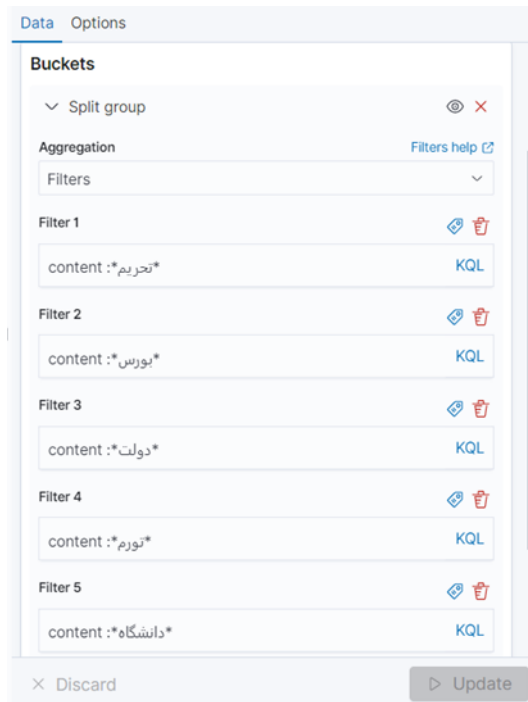 Data Options
Buckets
Split group
Aggregation Filters help
Filters
Filter 1
content :*تحریم* KQL
Filter 2
content :*بورس* KQL
Filter 3
content :*دولت* KQL
Filter 4
content :*تورم* KQL
Filter 5
content :*دانشگاه* KQL
Discard Update